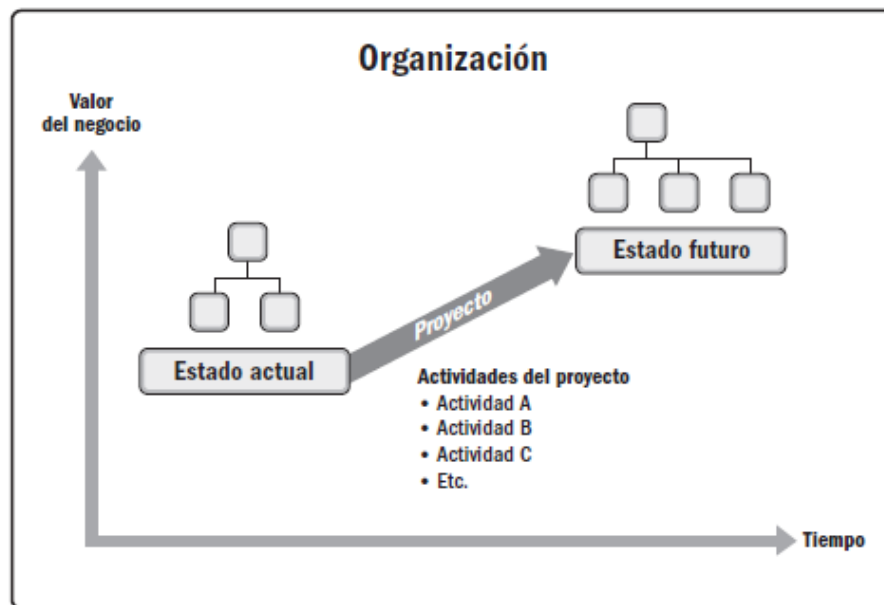 Organización
Valor
del negocio
Estado futuro
Proyecto
Estado actual
Actividades del proyecto
• Actividad A
• Actividad B
• Actividad C
• Etc.
Tiempo